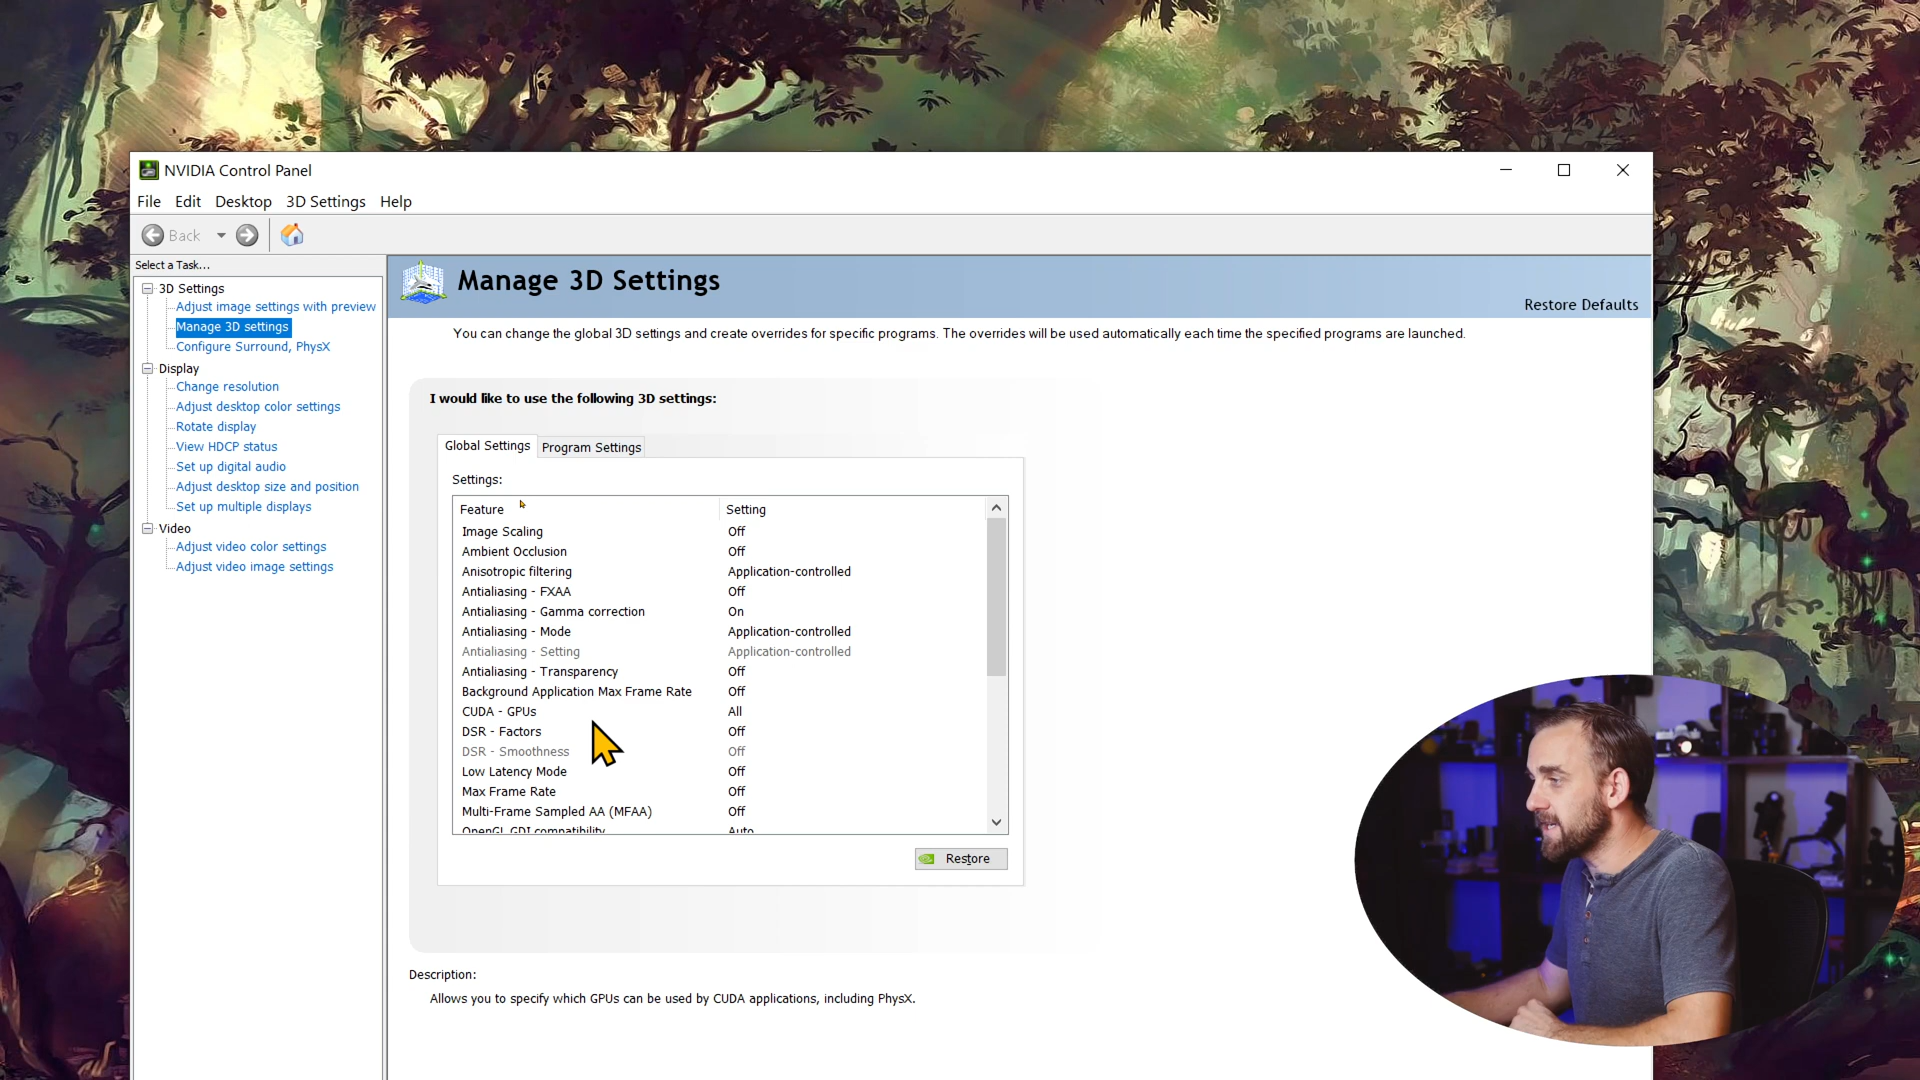 NVIDIA Control Panel
File Edit Desktop 3D Settings Help
Back
Select a Task...
3D Settings
Adjust image settings with preview
Manage 3D settings
Configure Surround, PhysX
Display
Change resolution
Adjust desktop color settings
Rotate display
View HDCP status
Set up digital audio
Adjust desktop size and position
Set up multiple displays
Video
Adjust video color settings
Adjust video image settings
Manage 3D Settings
Restore Defaults
You can change the global 3D settings and create overrides for specific programs. The overrides will be used automatically each time the specified programs are launched.
I would like to use the following 3D settings:
Global Settings Program Settings
Settings:
Feature Setting
Image Scaling Off
Ambient Occlusion Off
Anisotropic filtering Application-controlled
Antialiasing - FXAA Off
Antialiasing - Gamma correction On
Antialiasing - Mode Application-controlled
Antialiasing - Setting Application-controlled
Antialiasing - Transparency Off
Background Application Max Frame Rate Off
CUDA - GPUs All
DSR - Factors Off
DSR - Smoothness Off
Low Latency Mode Off
Max Frame Rate Off
Multi-Frame Sampled AA (MFAA) Off
OpenGL GDI compatibility Auto
Restore
Description:
Allows you to specify which GPUs can be used by CUDA applications, including PhysX.